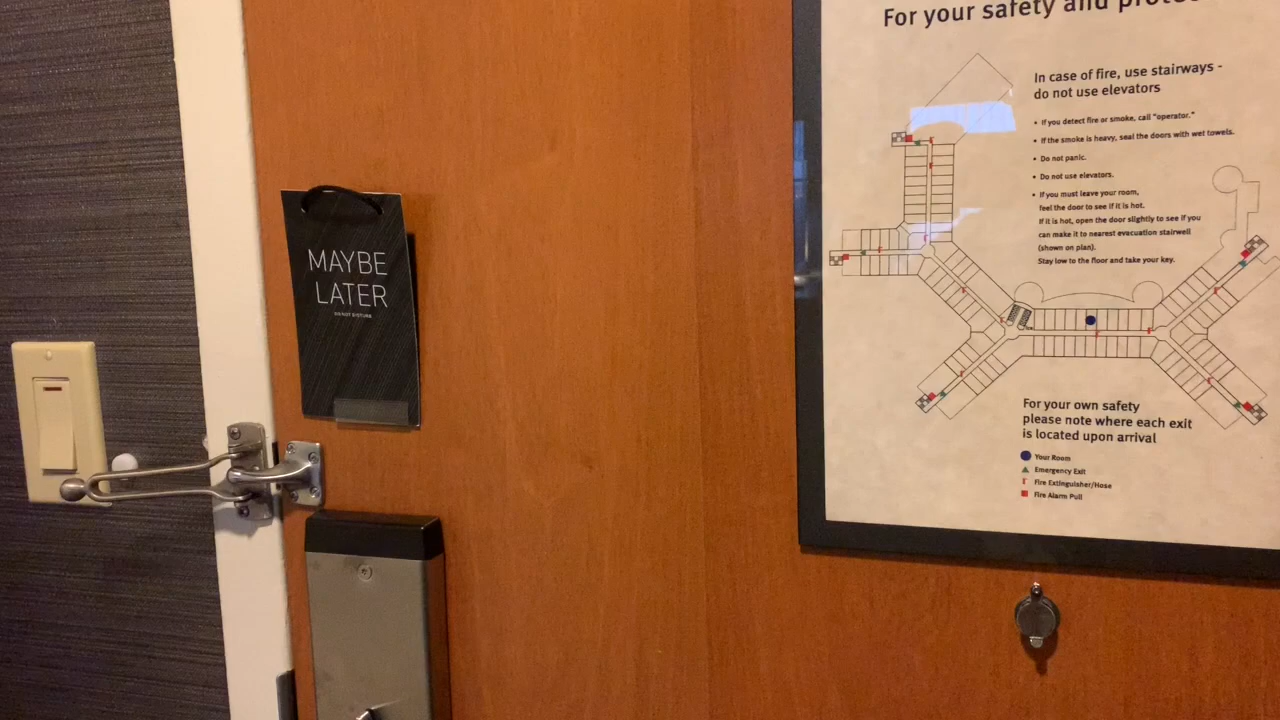 MAYBE
LATER
DO NOT DISTURB
For your safety and
In case of fire, use stairways -
do not use elevators
• If you detect fire or smoke, call "operator."
• If the smoke is heavy, seal the doors with wet towels.
• Do not panic.
• Do not use elevators.
• If you must leave your room,
feel the door to see if it is hot.
If it is hot, open the door slightly to see if you
can make it to nearest evacuation stairwell
(shown on plan).
Stay low to the floor and take your key.
For your own safety
please note where each exit
is located upon arrival
Your Room
Emergency Exit
Fire Extinguisher/Hose
Fire Alarm Pull